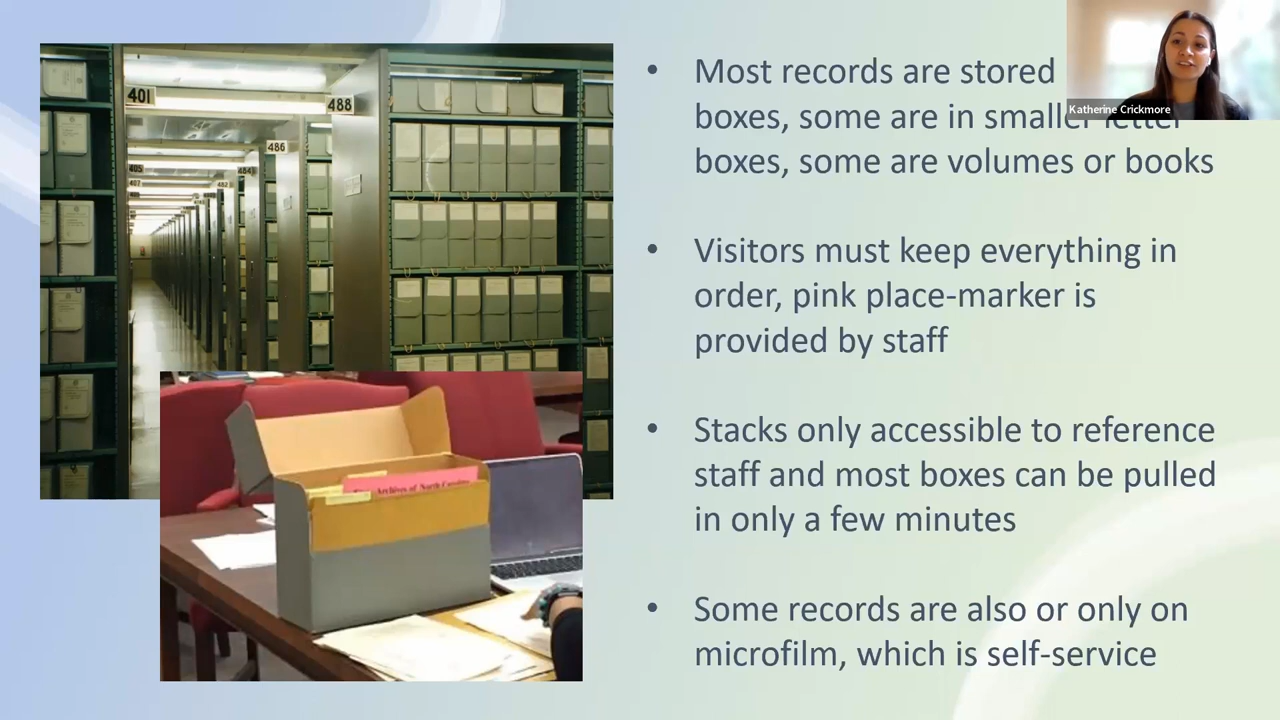 401
488
486
484
482
405
407
Archives of North Carolina
• Most records are stored
boxes, some are in smaller letter
boxes, some are volumes or books
• Visitors must keep everything in
order, pink place-marker is
provided by staff
• Stacks only accessible to reference
staff and most boxes can be pulled
in only a few minutes
• Some records are also or only on
microfilm, which is self-service
Katherine Crickmore